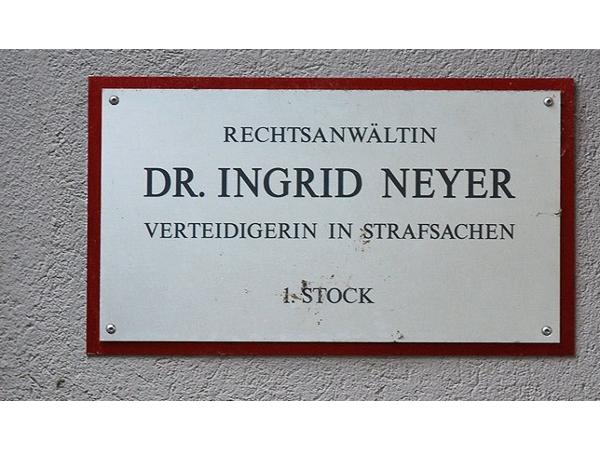 RECHTSANWÄLTIN
DR. INGRID NEYER
VERTEIDIGERIN IN STRAFSACHEN
1. STOCK